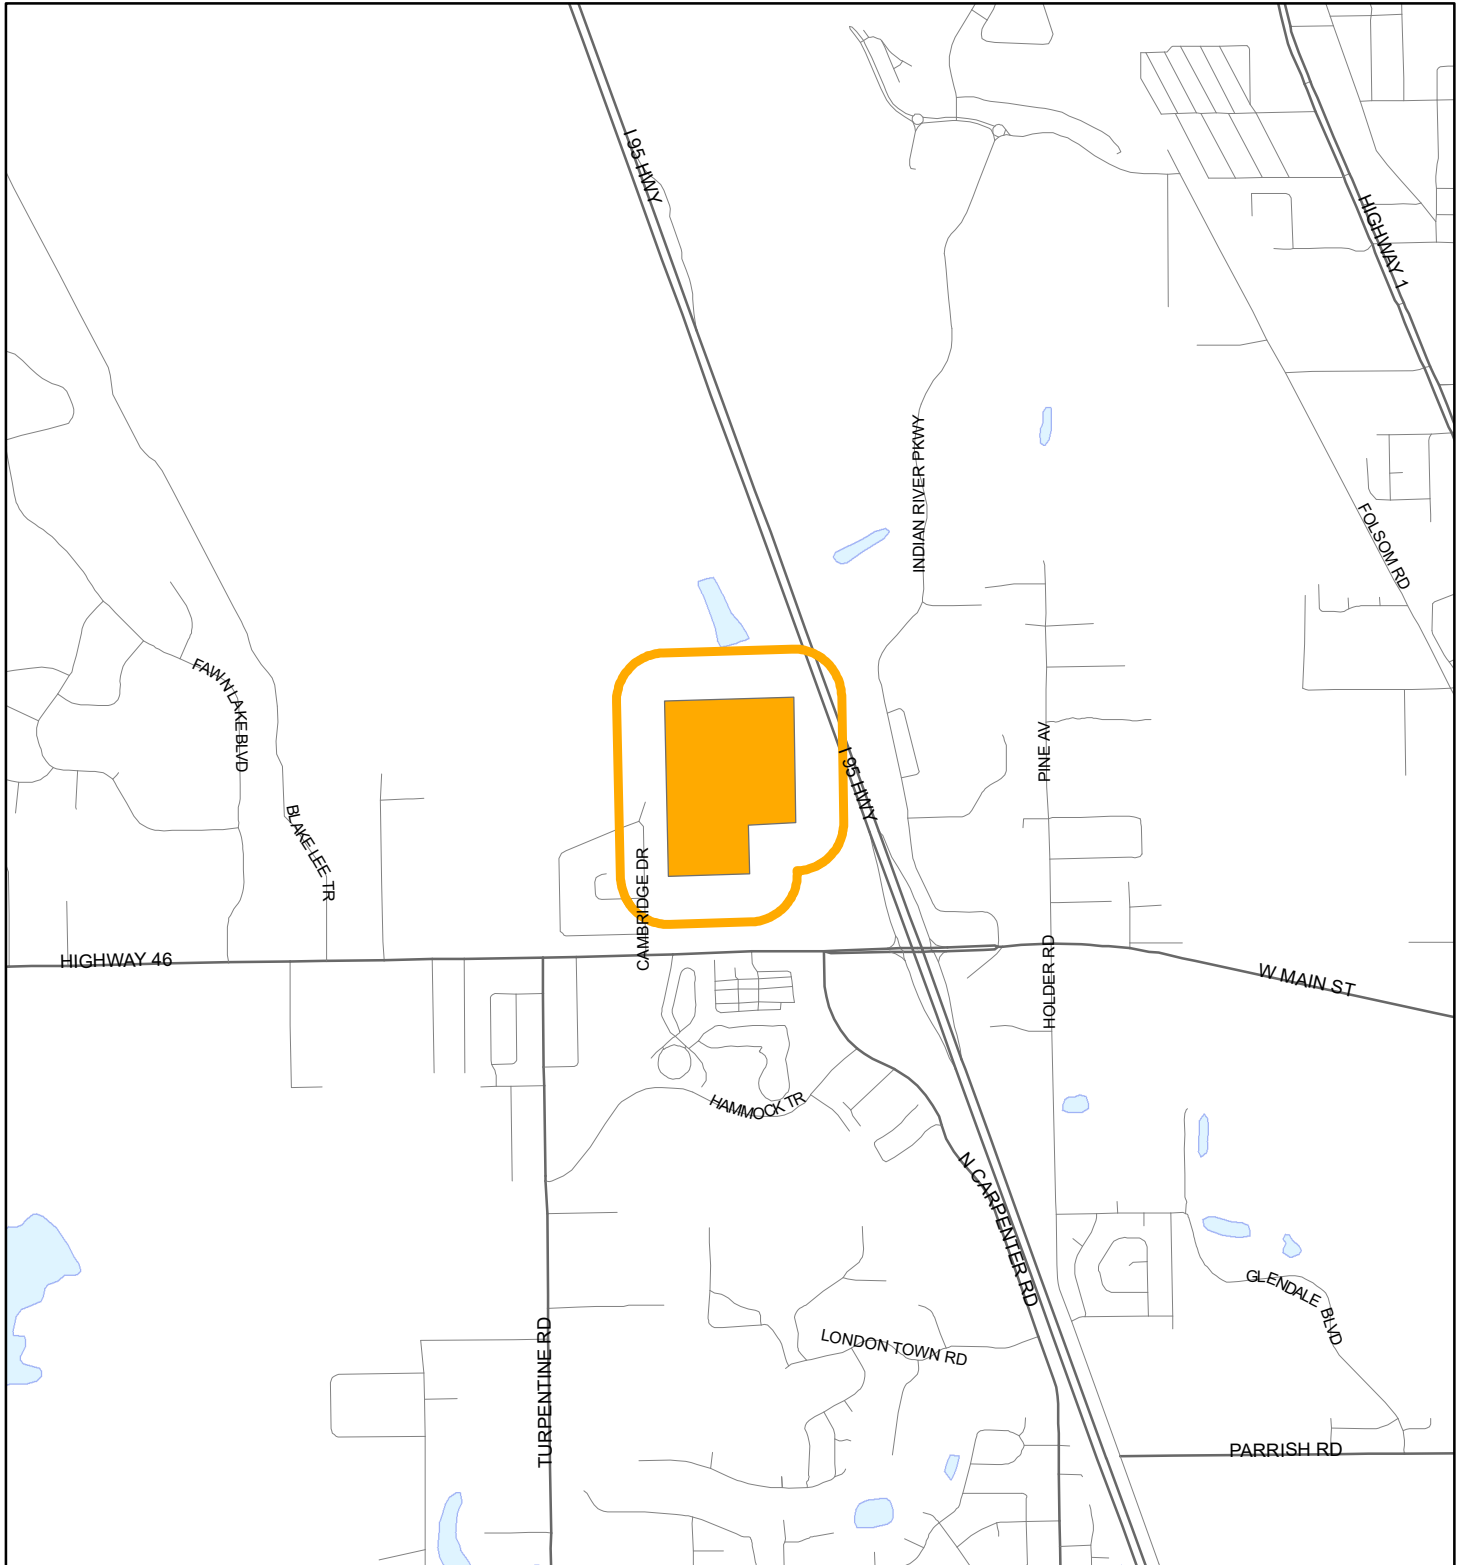 I 95 HWY
HIGHWAY 1
INDIAN RIVER PKWY
FOLSOM RD
FAWN LAKE BLVD
PINE AV
I 95 HWY
BLAKE LEE TR
CAMBRIDGE DR
HIGHWAY 46
HOLDER RD
W MAIN ST
HAMMOCK TR
N CARPENTER RD
GLENDALE BLVD
LONDON TOWN RD
TURPENTINE RD
PARRISH RD